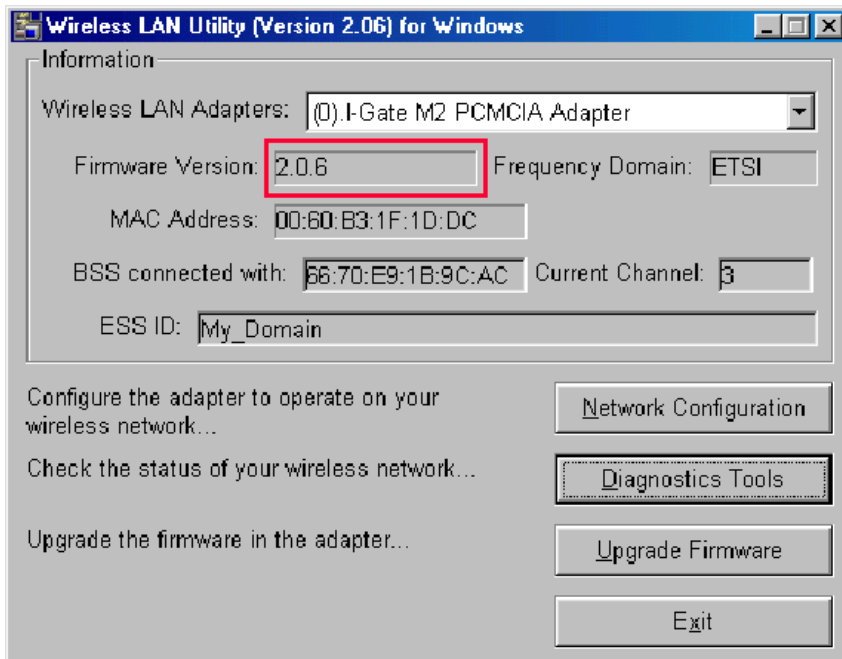 Wireless LAN Utility (Version 2.06) for Windows
Information
Wireless LAN Adapters: (0).I-Gate M2 PCMCIA Adapter
Firmware Version: 2.0.6 Frequency Domain: ETSI
MAC Address: 00:60:B3:1F:1D:DC
BSS connected with: 66:70:E9:1B:9C:AC Current Channel: 3
ESS ID: My_Domain
Configure the adapter to operate on your
wireless network...
Network Configuration
Check the status of your wireless network...
Diagnostics Tools
Upgrade the firmware in the adapter...
Upgrade Firmware
Exit